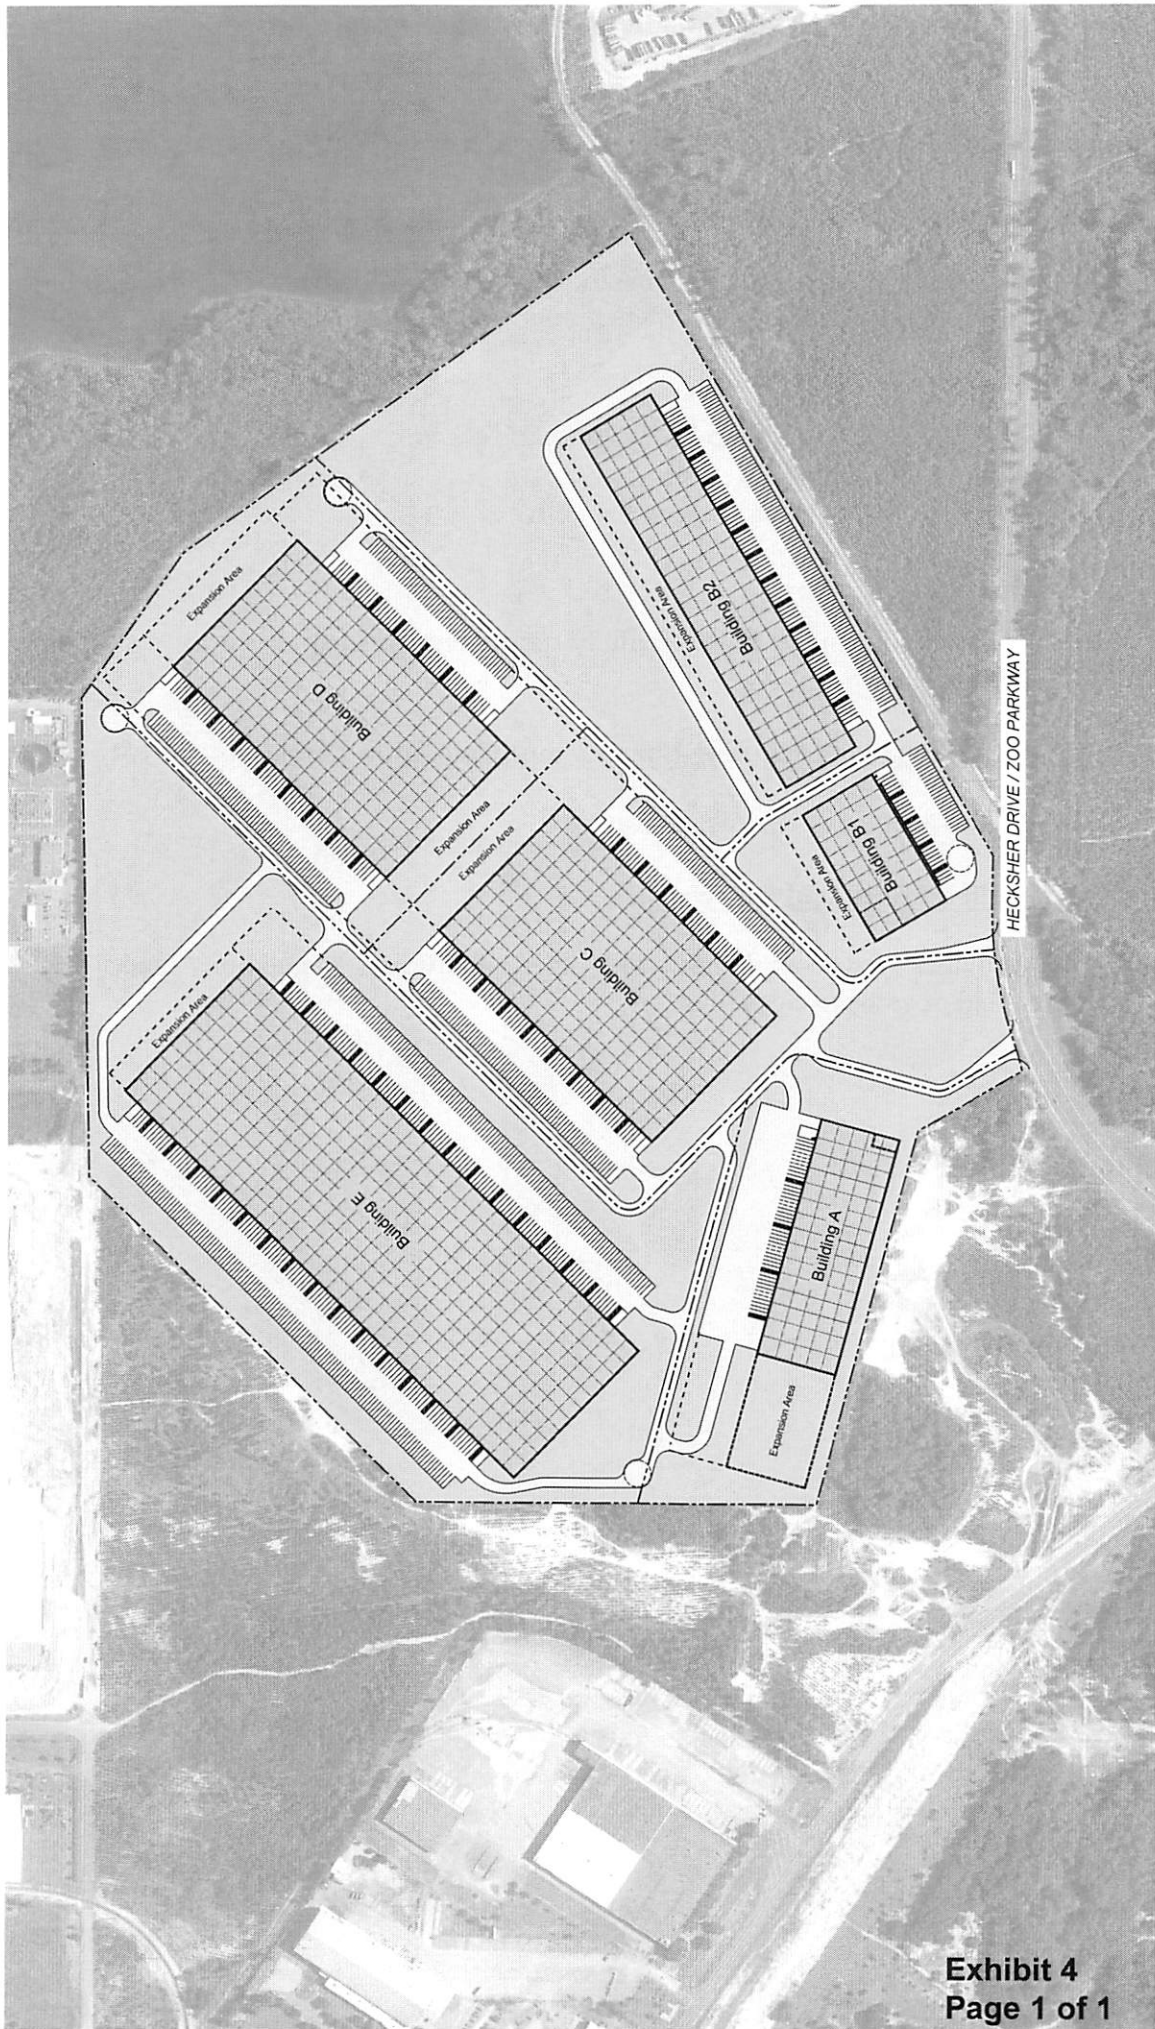 Expansion Area
Building D
Expansion Area
Building B2
Expansion Area
Expansion Area
Building C
Expansion Area
Building B1
HECKSHER DRIVE / ZOO PARKWAY
Expansion Area
Building E
Building A
Expansion Area
Exhibit 4
Page 1 of 1